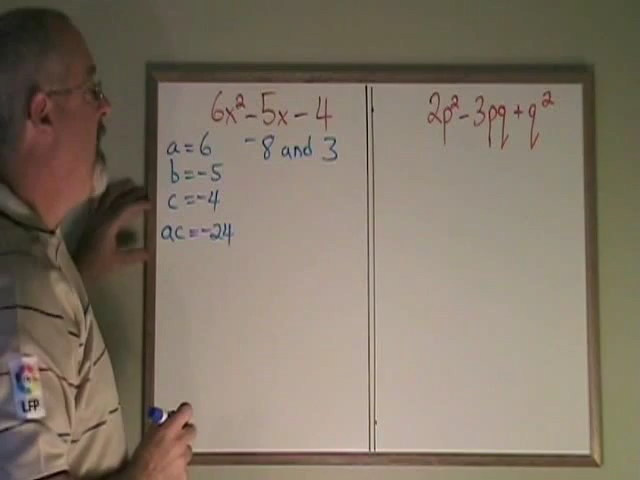 6x² - 5x - 4
a = 6
-8 and 3
b = -5
c = -4
ac = -24
2p² - 3pq + q²
LFP